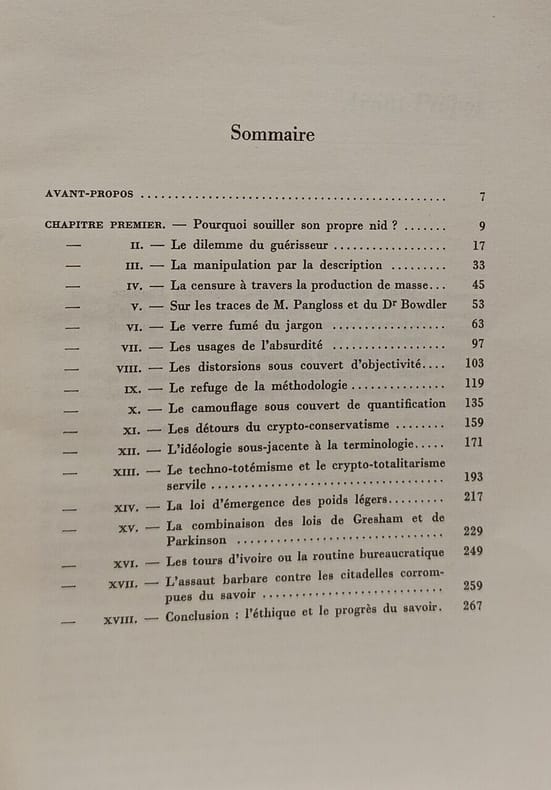 Sommaire
AVANT-PROPOS ............................................. 7
CHAPITRE PREMIER. — Pourquoi souiller son propre nid ? ....... 9
— II. — Le dilemme du guérisseur ................. 17
— III. — La manipulation par la description ......... 33
— IV. — La censure à travers la production de masse... 45
— V. — Sur les traces de M. Pangloss et du Dr Bowdler 53
— VI. — Le verre fumé du jargon ................. 63
— VII. — Les usages de l'absurdité ................. 97
— VIII. — Les distorsions sous couvert d'objectivité.... 103
— IX. — Le refuge de la méthodologie ............... 119
— X. — Le camouflage sous couvert de quantification 135
— XI. — Les détours du crypto-conservatisme ........ 159
— XII. — L'idéologie sous-jacente à la terminologie..... 171
— XIII. — Le techno-totémisme et le crypto-totalitarisme
servile ................................... 193
— XIV. — La loi d'émergence des poids légers......... 217
— XV. — La combinaison des lois de Gresham et de
Parkinson ............................... 229
— XVI. — Les tours d'ivoire ou la routine bureaucratique 249
— XVII. — L'assaut barbare contre les citadelles corrom-
pues du savoir ........................... 259
— XVIII. — Conclusion : l'éthique et le progrès du savoir. 267